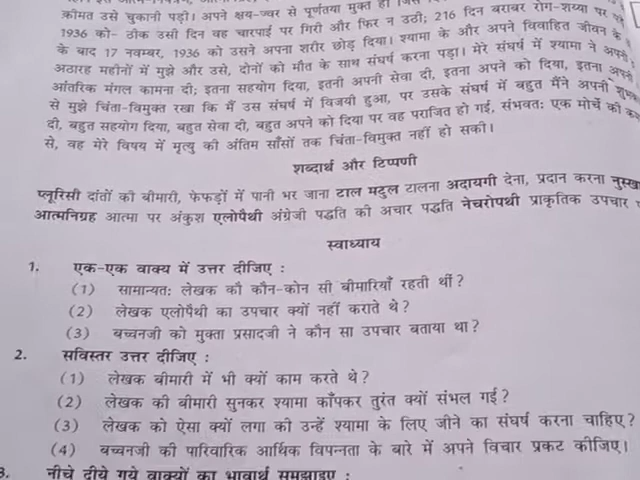 कीमत उसे चुकानी पड़ी। अपने क्षय-ज्वर से पूर्णतया मुक्त हो
1936 को- ठीक उसी दिन वह चारपाई पर गिरी और फिर न उठी; 216 दिन बराबर रोग-शय्या पर
के बाद 17 नवम्बर, 1936 को उसने अपना शरीर छोड़ दिया। श्यामा के और अपने विवाहित जीवन के
अठारह महीनों में मुझे और उसे, दोनों को मौत के साथ संघर्ष करना पड़ा। मेरे संघर्ष में श्यामा ने अपनी
आंतरिक मंगल कामना दी; इतना सहयोग दिया, इतनी अपनी सेवा दी, इतना अपने को दिया, इतना अपनी
से मुझे चिंता-विमुक्त रखा कि मैं उस संघर्ष में विजयी हुआ, पर उसके संघर्ष में बहुत मैंने अपनी
दी, बहुत सहयोग दिया, बहुत सेवा दी, बहुत अपने को दिया पर वह पराजित हो गई, संभवत: एक मोर्चे की
से, वह मेरे विषय में मृत्यु की अंतिम साँसों तक चिंता-विमुक्त नहीं हो सकी।
शब्दार्थ और टिप्पणी
प्लूरिसी दांतों की बीमारी, फेफड़ों में पानी भर जाना टाल मटुल टालना अदायगी देना, प्रदान करना नुस्खा
आत्मनिग्रह आत्मा पर अंकुश एलोपैथी अंग्रेजी पद्धति की अचार पद्धति नेचरोपथी प्राकृतिक उपचार
स्वाध्याय
1. एक-एक वाक्य में उत्तर दीजिए :
(1) सामान्यत: लेखक कौ कौन-कोन सी बीमारियाँ रहती थीं ?
(2) लेखक एलोपैथी का उपचार क्यों नहीं कराते थे ?
(3) बच्चनजी को मुक्ता प्रसादजी ने कौन सा उपचार बताया था ?
2. सविस्तर उत्तर दीजिए :
(1) लेखक बीमारी में भी क्यों काम करते थे ?
(2) लेखक की बीमारी सुनकर श्यामा काँपकर तुरंत क्यों संभल गई ?
(3) लेखक को ऐसा क्यों लगा की उन्हें श्यामा के लिए जीने का संघर्ष करना चाहिए ?
(4) बच्चनजी की पारिवारिक आर्थिक विपन्नता के बारे में अपने विचार प्रकट कीजिए।
3. नीचे दीये गये वाक्यों का भावार्थ समझाइए :